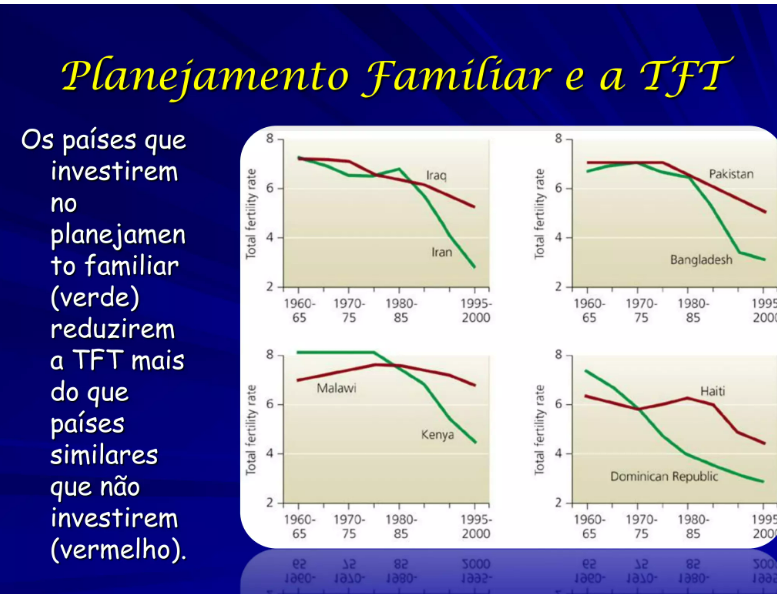 Planejamento Familiar e a TFT
Os países que
investirem
no
planejamen
to familiar
(verde)
reduzirem
a TFT mais
do que
países
similares
que não
investirem
(vermelho).
Total fertility rate
8
6
4
2
Iraq
Iran
1960-
65
1970-
75
1980-
85
1995-
2000
Total fertility rate
8
6
4
2
Pakistan
Bangladesh
1960-
65
1970-
75
1980-
85
1995
2000
Total fertility rate
8
6
4
2
Malawi
Kenya
1960-
65
1970-
75
1980-
85
1995-
2000
Total fertility rate
8
6
4
2
Haiti
Dominican Republic
1960-
65
1970-
75
1980-
85
1995
2000